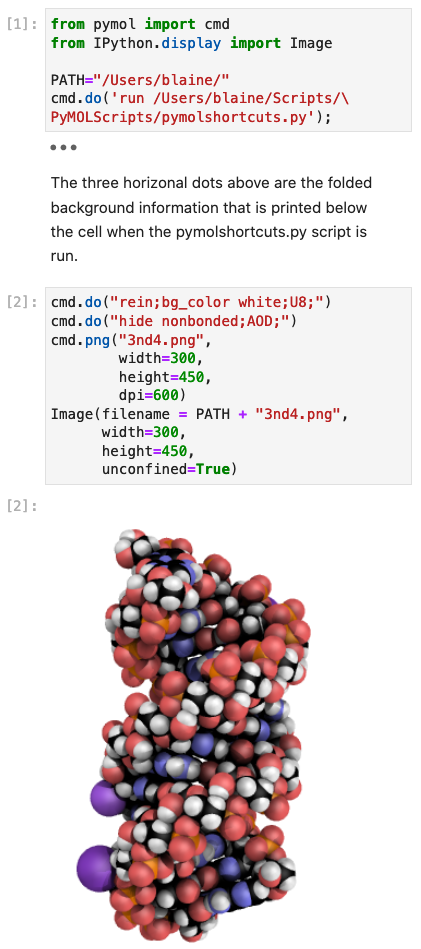 [1]: from pymol import cmd
from IPython.display import Image
PATH="/Users/blaine/"
cmd.do('run /Users/blaine/Scripts/\
PyMOLScripts/pymolshortcuts.py');
The three horizonal dots above are the folded
background information that is printed below
the cell when the pymolshortcuts.py script is
run.
[2]: cmd.do("rein;bg_color white;U8;")
cmd.do("hide nonbonded;AOD;")
cmd.png("3nd4.png",
width=300,
height=450,
dpi=600)
Image(filename = PATH + "3nd4.png",
width=300,
height=450,
unconfined=True)
[2]: